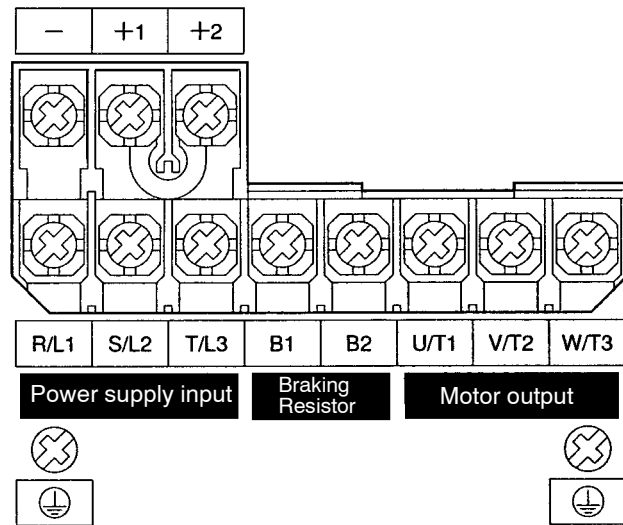 − +1 +2
R/L1 S/L2 T/L3 B1 B2 U/T1 V/T2 W/T3
Power supply input Braking Resistor Motor output